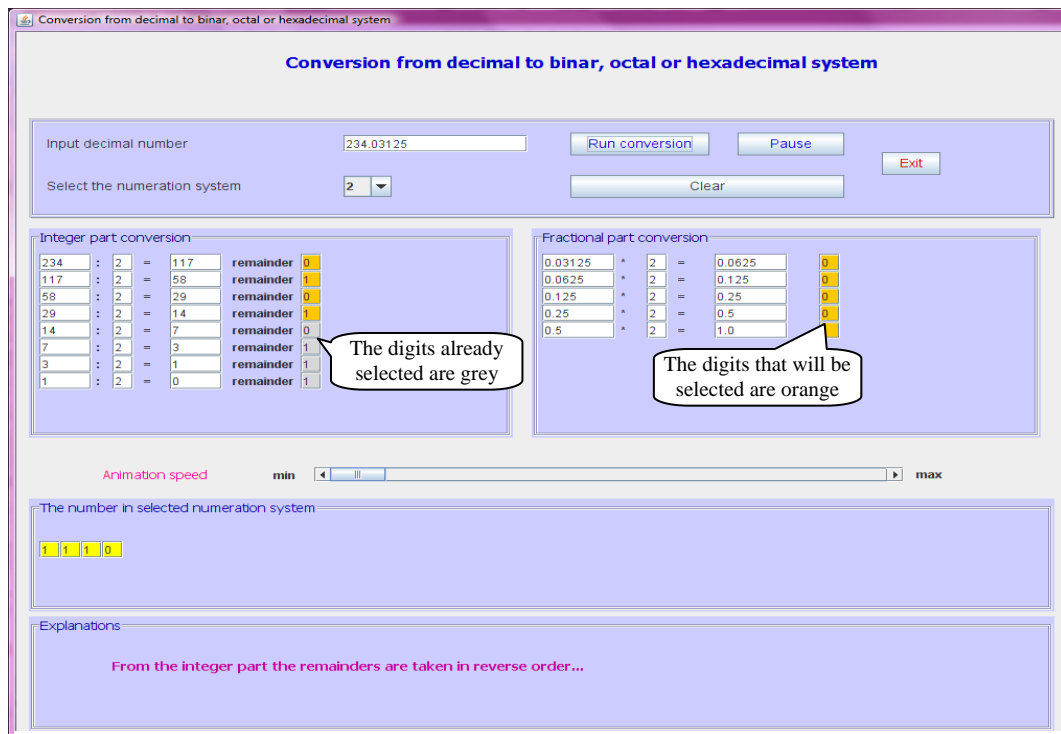 Conversion from decimal to binar, octal or hexadecimal system
Conversion from decimal to binar, octal or hexadecimal system
Input decimal number 234.03125 Run conversion Pause
Exit
Select the numeration system 2 Clear
Integer part conversion
234 : 2 = 117 remainder 0
117 : 2 = 58 remainder 1
58 : 2 = 29 remainder 0
29 : 2 = 14 remainder 1
14 : 2 = 7 remainder 0
7 : 2 = 3 remainder 1
3 : 2 = 1 remainder 1
1 : 2 = 0 remainder 1
The digits already
selected are grey
Fractional part conversion
0.03125 * 2 = 0.0625 0
0.0625 * 2 = 0.125 0
0.125 * 2 = 0.25 0
0.25 * 2 = 0.5 0
0.5 * 2 = 1.0
The digits that will be
selected are orange
Animation speed min max
The number in selected numeration system
1 1 1 0
Explanations
From the integer part the remainders are taken in reverse order...